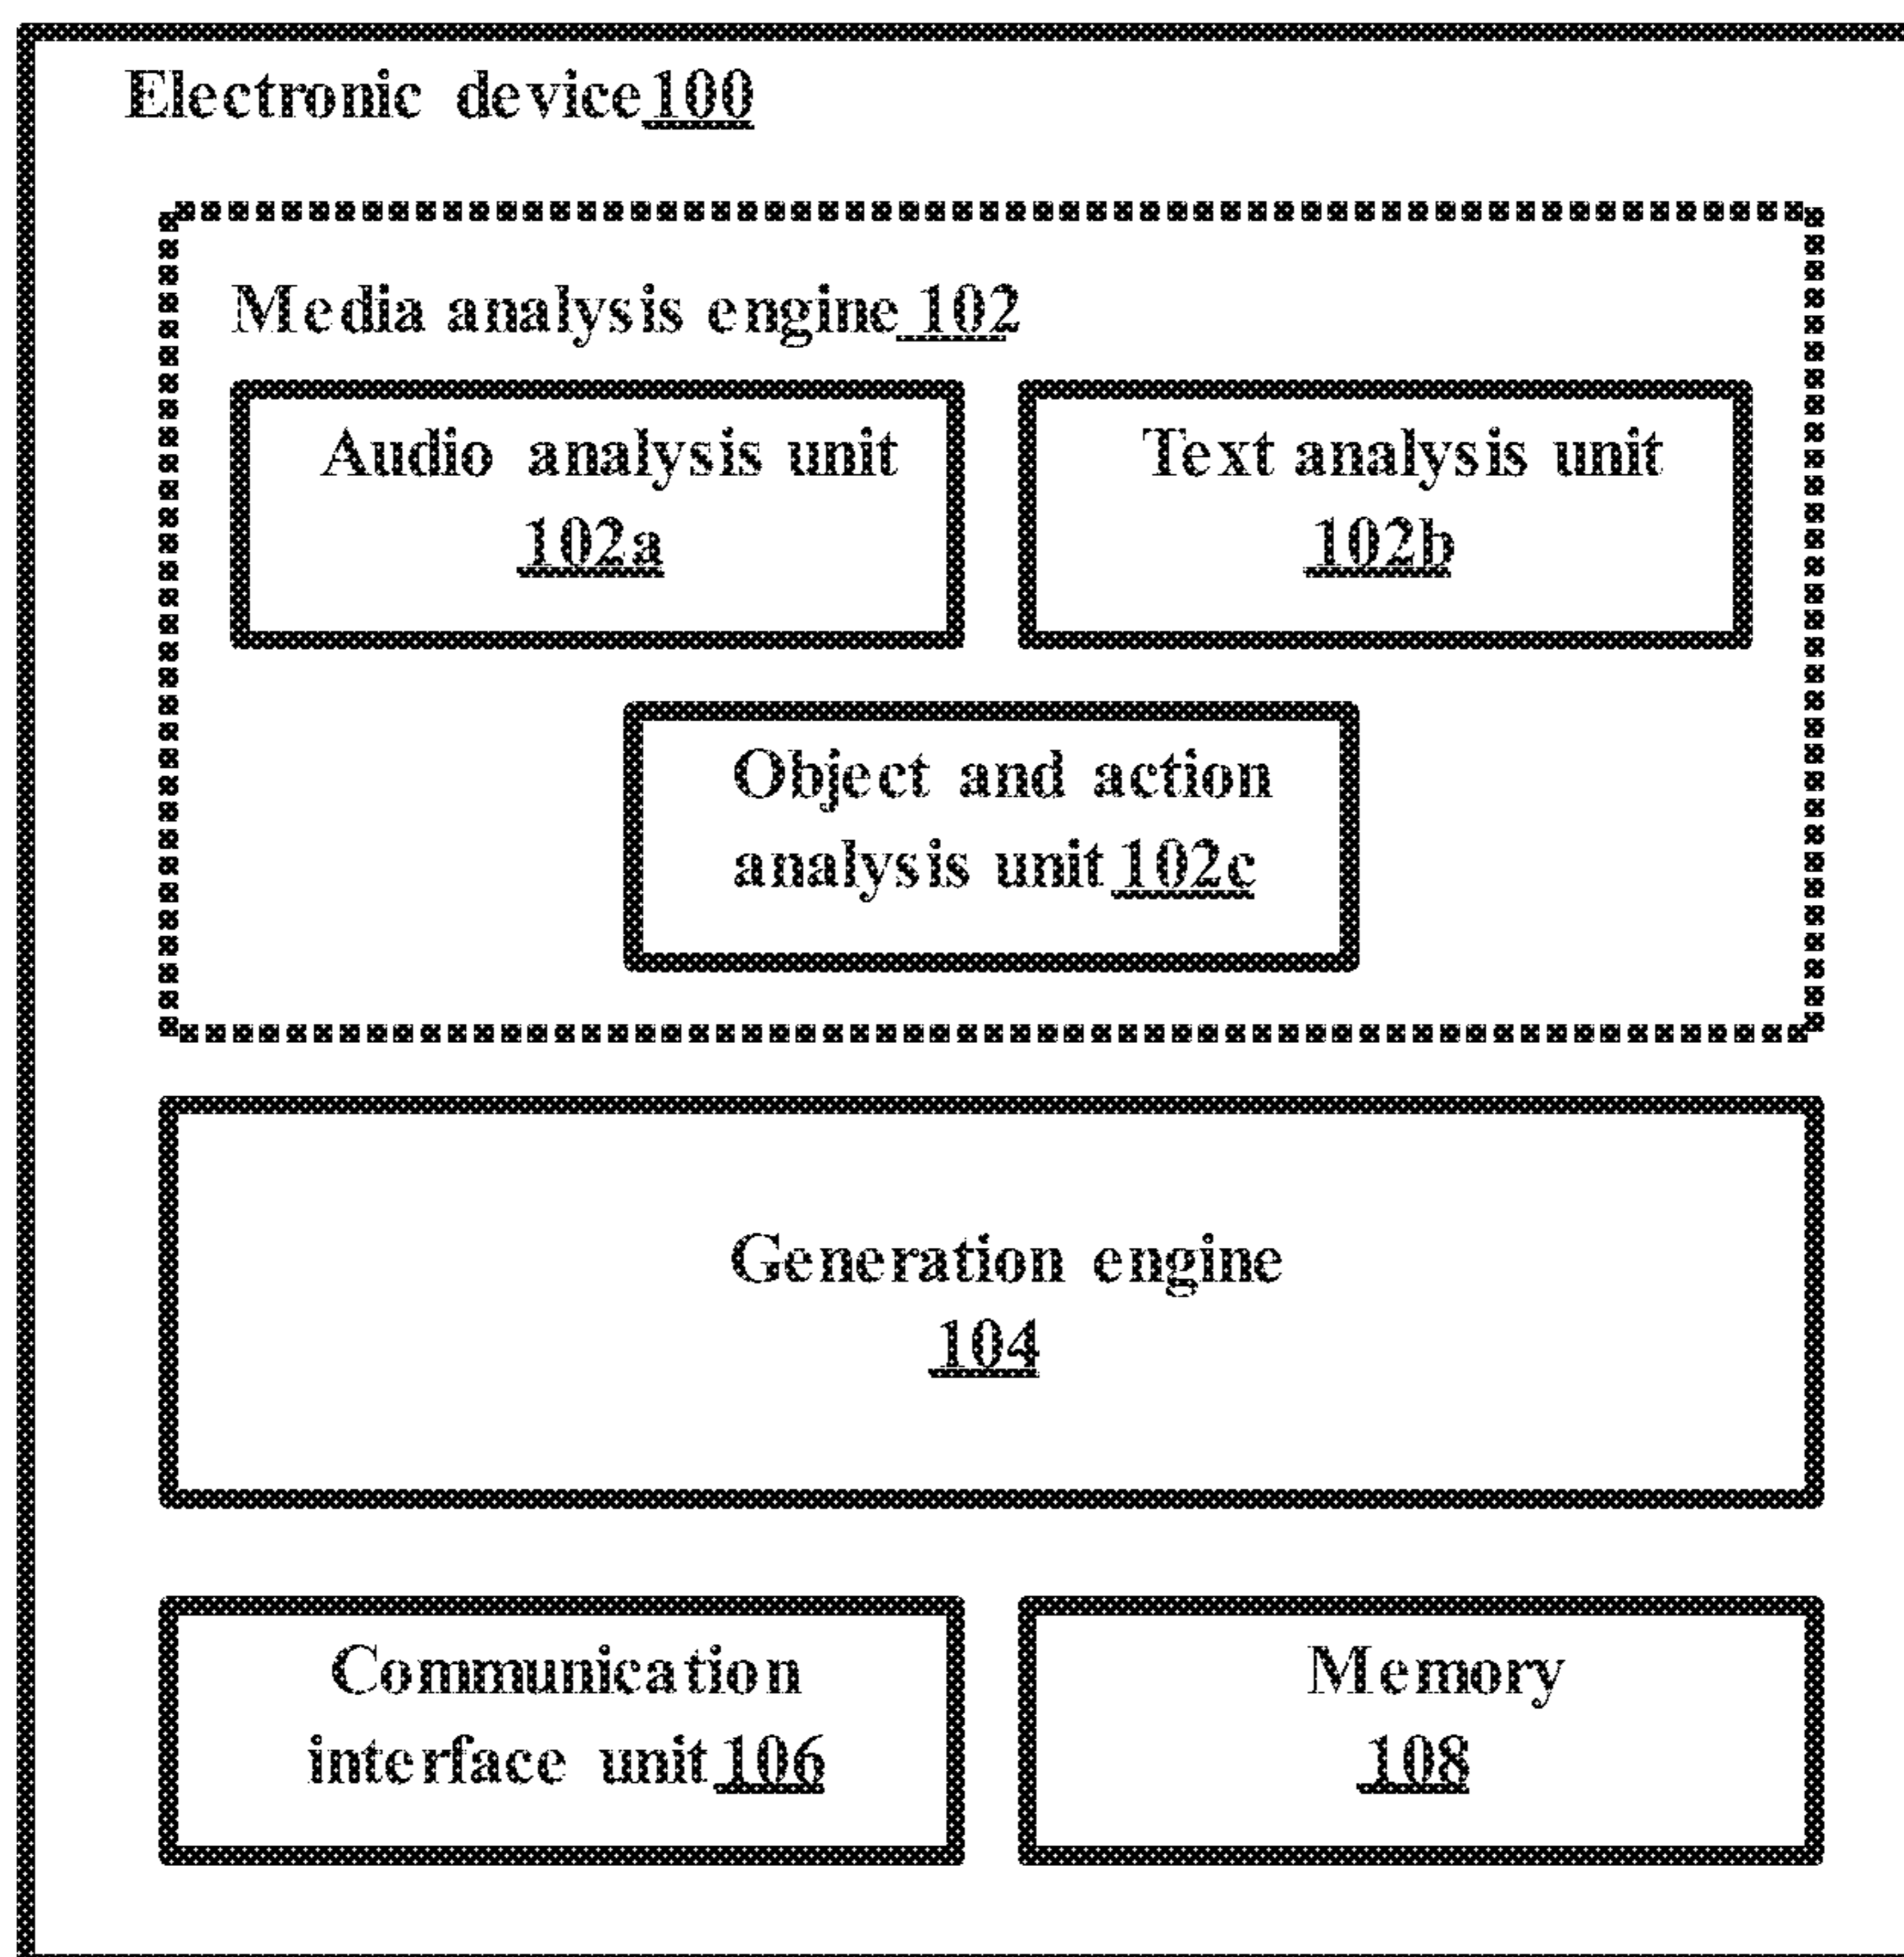 Electronic device 100
Media analysis engine 102
Audio analysis unit
102a
Text analysis unit
102b
Object and action
analysis unit 102c
Generation engine
104
Communication
interface unit 106
Memory
108